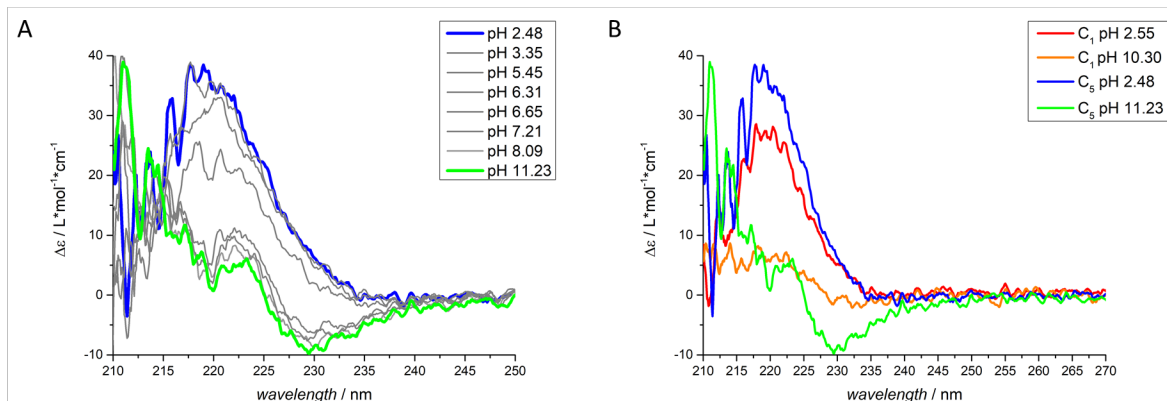 A
pH 2.48
pH 3.35
pH 5.45
pH 6.31
pH 6.65
pH 7.21
pH 8.09
pH 11.23
40
30
20
10
0
-10
Δε / L*mol⁻¹*cm⁻¹
210 215 220 225 230 235 240 245 250
wavelength / nm
B
C₁ pH 2.55
C₁ pH 10.30
C₅ pH 2.48
C₅ pH 11.23
40
30
20
10
0
-10
Δε / L*mol⁻¹*cm⁻¹
210 215 220 225 230 235 240 245 250 255 260 265 270
wavelength / nm